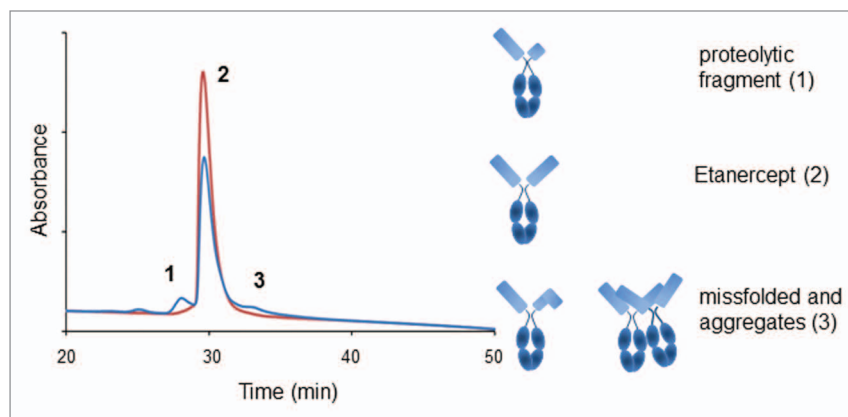 Absorbance
1
2
3
20
30
40
50
Time (min)
proteolytic
fragment (1)
Etanercept (2)
missfolded and
aggregates (3)